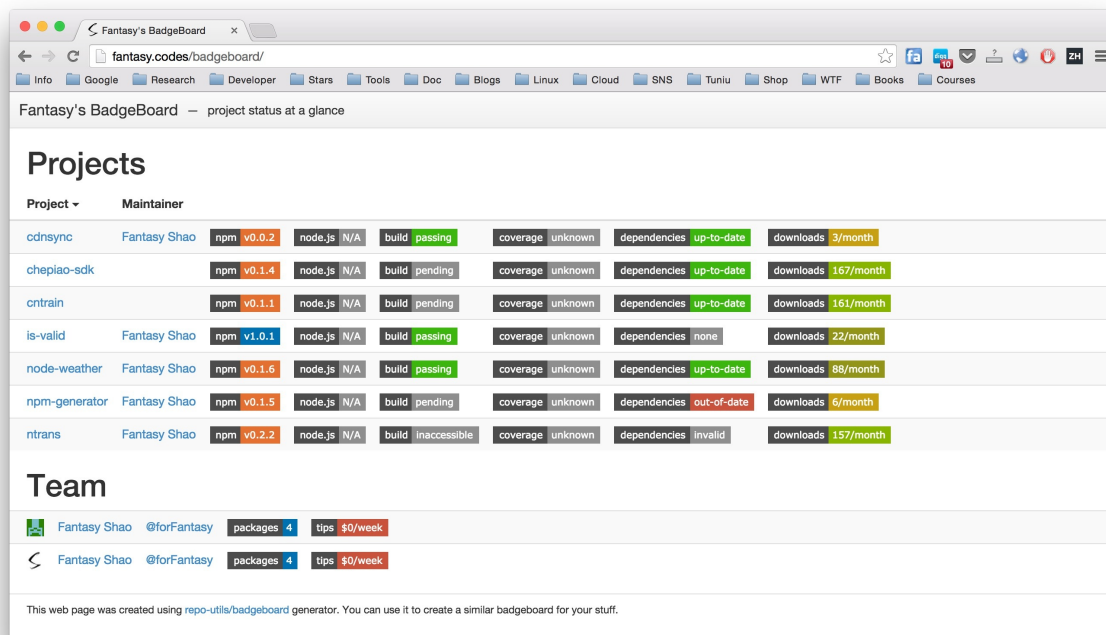 Fantasy's BadgeBoard
fantasy.codes/badgeboard/
fa digg 10 ? ZH
Info Google Research Developer Stars Tools Doc Blogs Linux Cloud SNS Tuniu Shop WTF Books Courses
Fantasy's BadgeBoard — project status at a glance
Projects
Project Maintainer
cdnsync Fantasy Shao npm v0.0.2 node.js N/A build passing coverage unknown dependencies up-to-date downloads 3/month
chepiao-sdk npm v0.1.4 node.js N/A build pending coverage unknown dependencies up-to-date downloads 167/month
cntrain npm v0.1.1 node.js N/A build pending coverage unknown dependencies up-to-date downloads 161/month
is-valid Fantasy Shao npm v1.0.1 node.js N/A build passing coverage unknown dependencies none downloads 22/month
node-weather Fantasy Shao npm v0.1.6 node.js N/A build passing coverage unknown dependencies up-to-date downloads 88/month
npm-generator Fantasy Shao npm v0.1.5 node.js N/A build pending coverage unknown dependencies out-of-date downloads 6/month
ntrans Fantasy Shao npm v0.2.2 node.js N/A build inaccessible coverage unknown dependencies invalid downloads 157/month
Team
Fantasy Shao @forFantasy packages 4 tips $0/week
Fantasy Shao @forFantasy packages 4 tips $0/week
This web page was created using repo-utils/badgeboard generator. You can use it to create a similar badgeboard for your stuff.